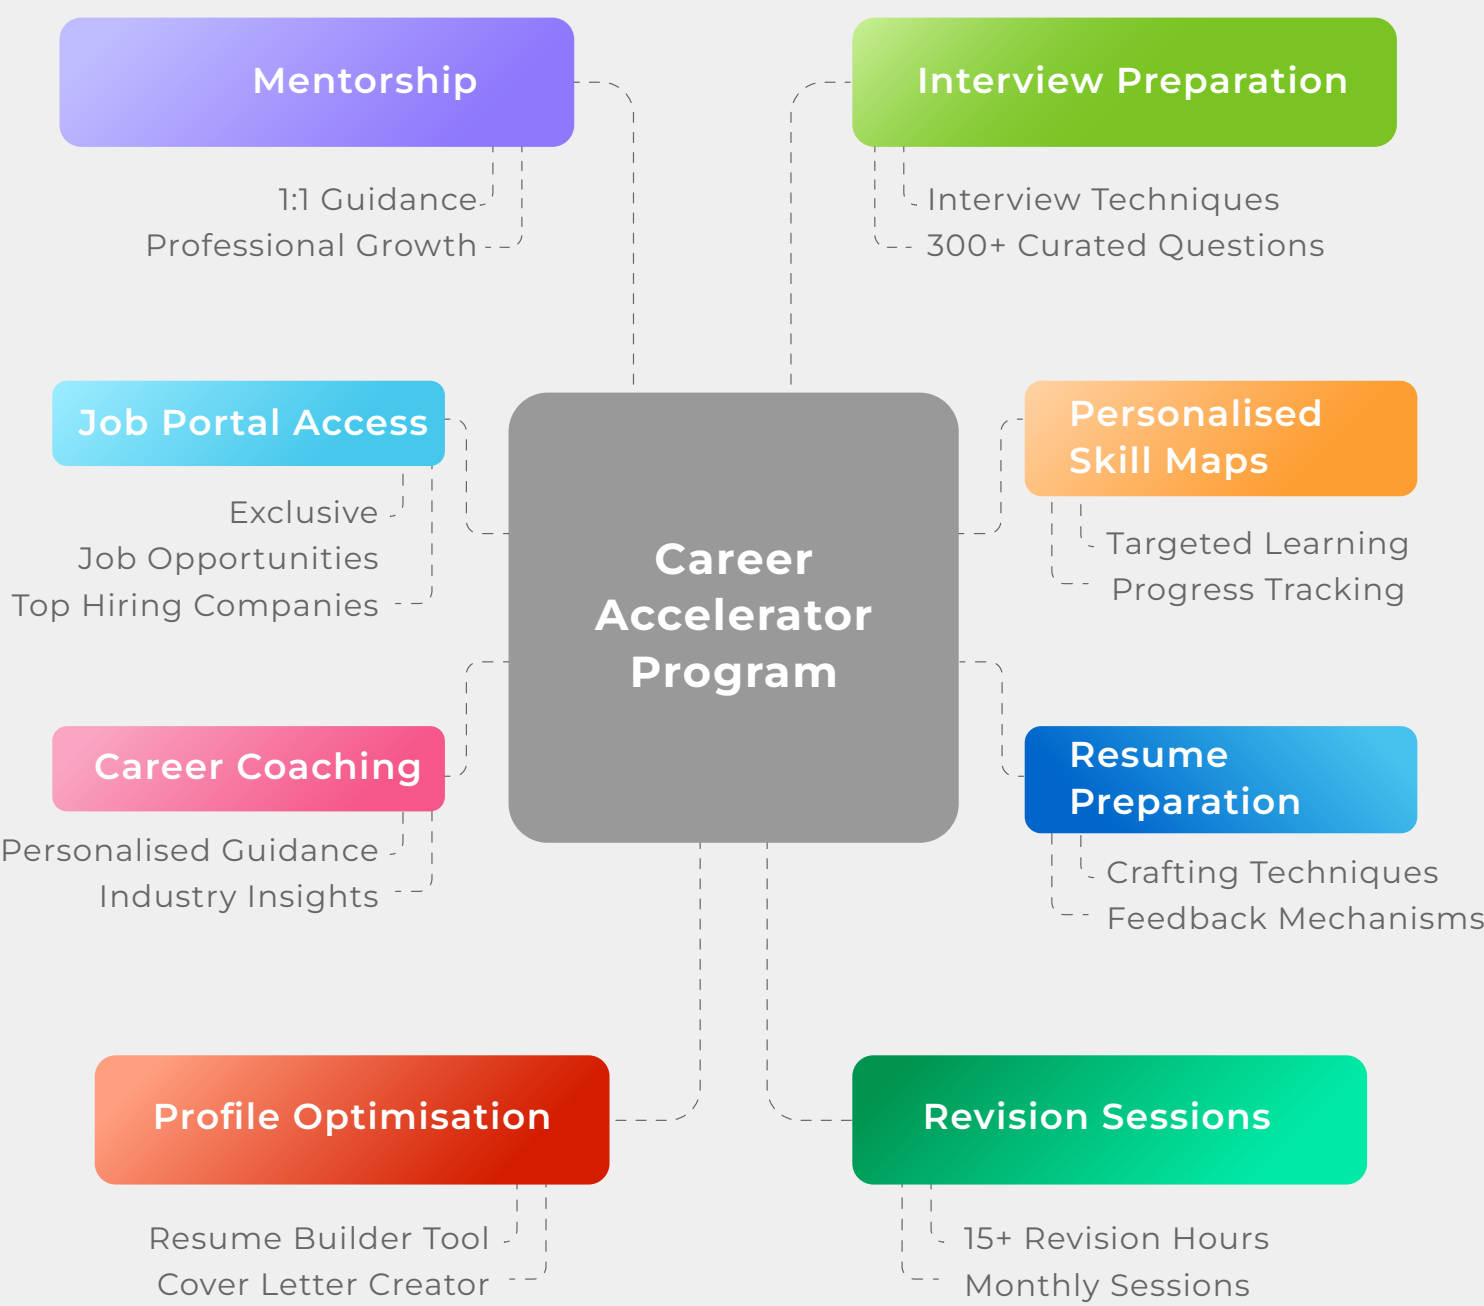 Mentorship
1:1 Guidance
Professional Growth
Interview Preparation
Interview Techniques
300+ Curated Questions
Job Portal Access
Exclusive
Job Opportunities
Top Hiring Companies
Career
Accelerator
Program
Personalised
Skill Maps
Targeted Learning
Progress Tracking
Career Coaching
Personalised Guidance
Industry Insights
Resume
Preparation
Crafting Techniques
Feedback Mechanisms
Profile Optimisation
Resume Builder Tool
Cover Letter Creator
Revision Sessions
15+ Revision Hours
Monthly Sessions